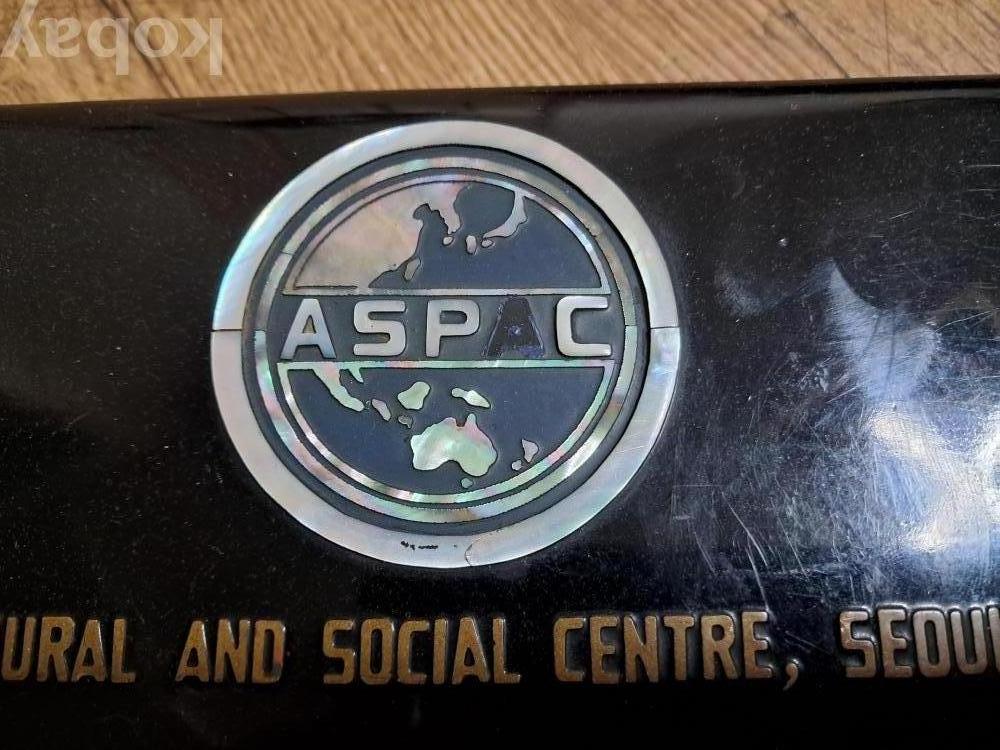 kobay
ASPAC
URAL AND SOCIAL CENTRE, SEOU